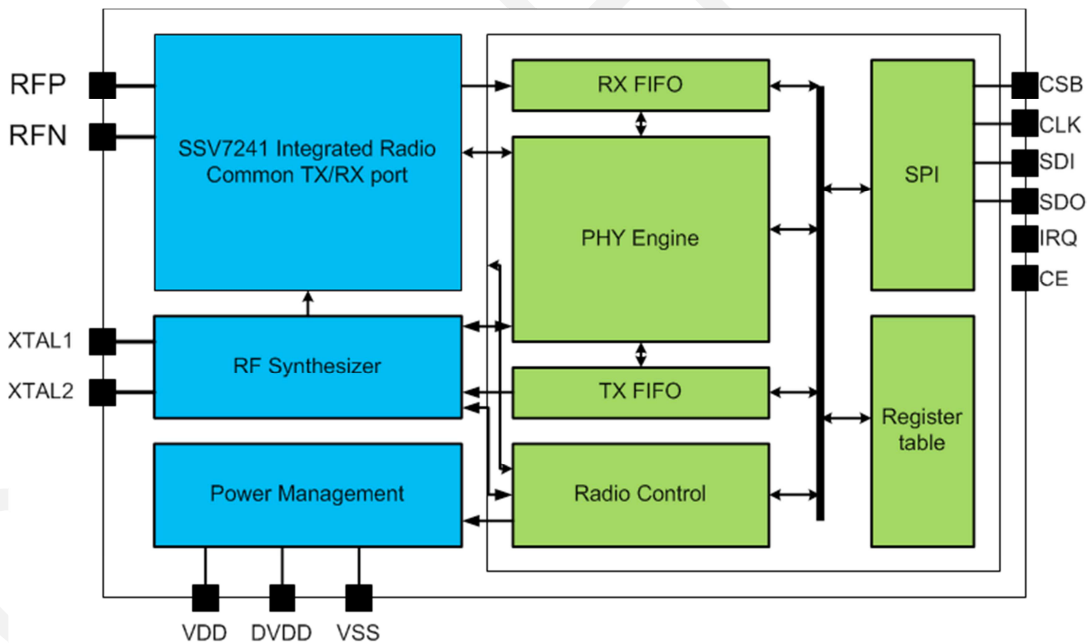 RFP
RFN
SSV7241 Integrated Radio
Common TX/RX port
RX FIFO
PHY Engine
SPI
CSB
CLK
SDI
SDO
IRQ
CE
XTAL1
XTAL2
RF Synthesizer
TX FIFO
Register
table
Power Management
Radio Control
VDD
DVDD
VSS